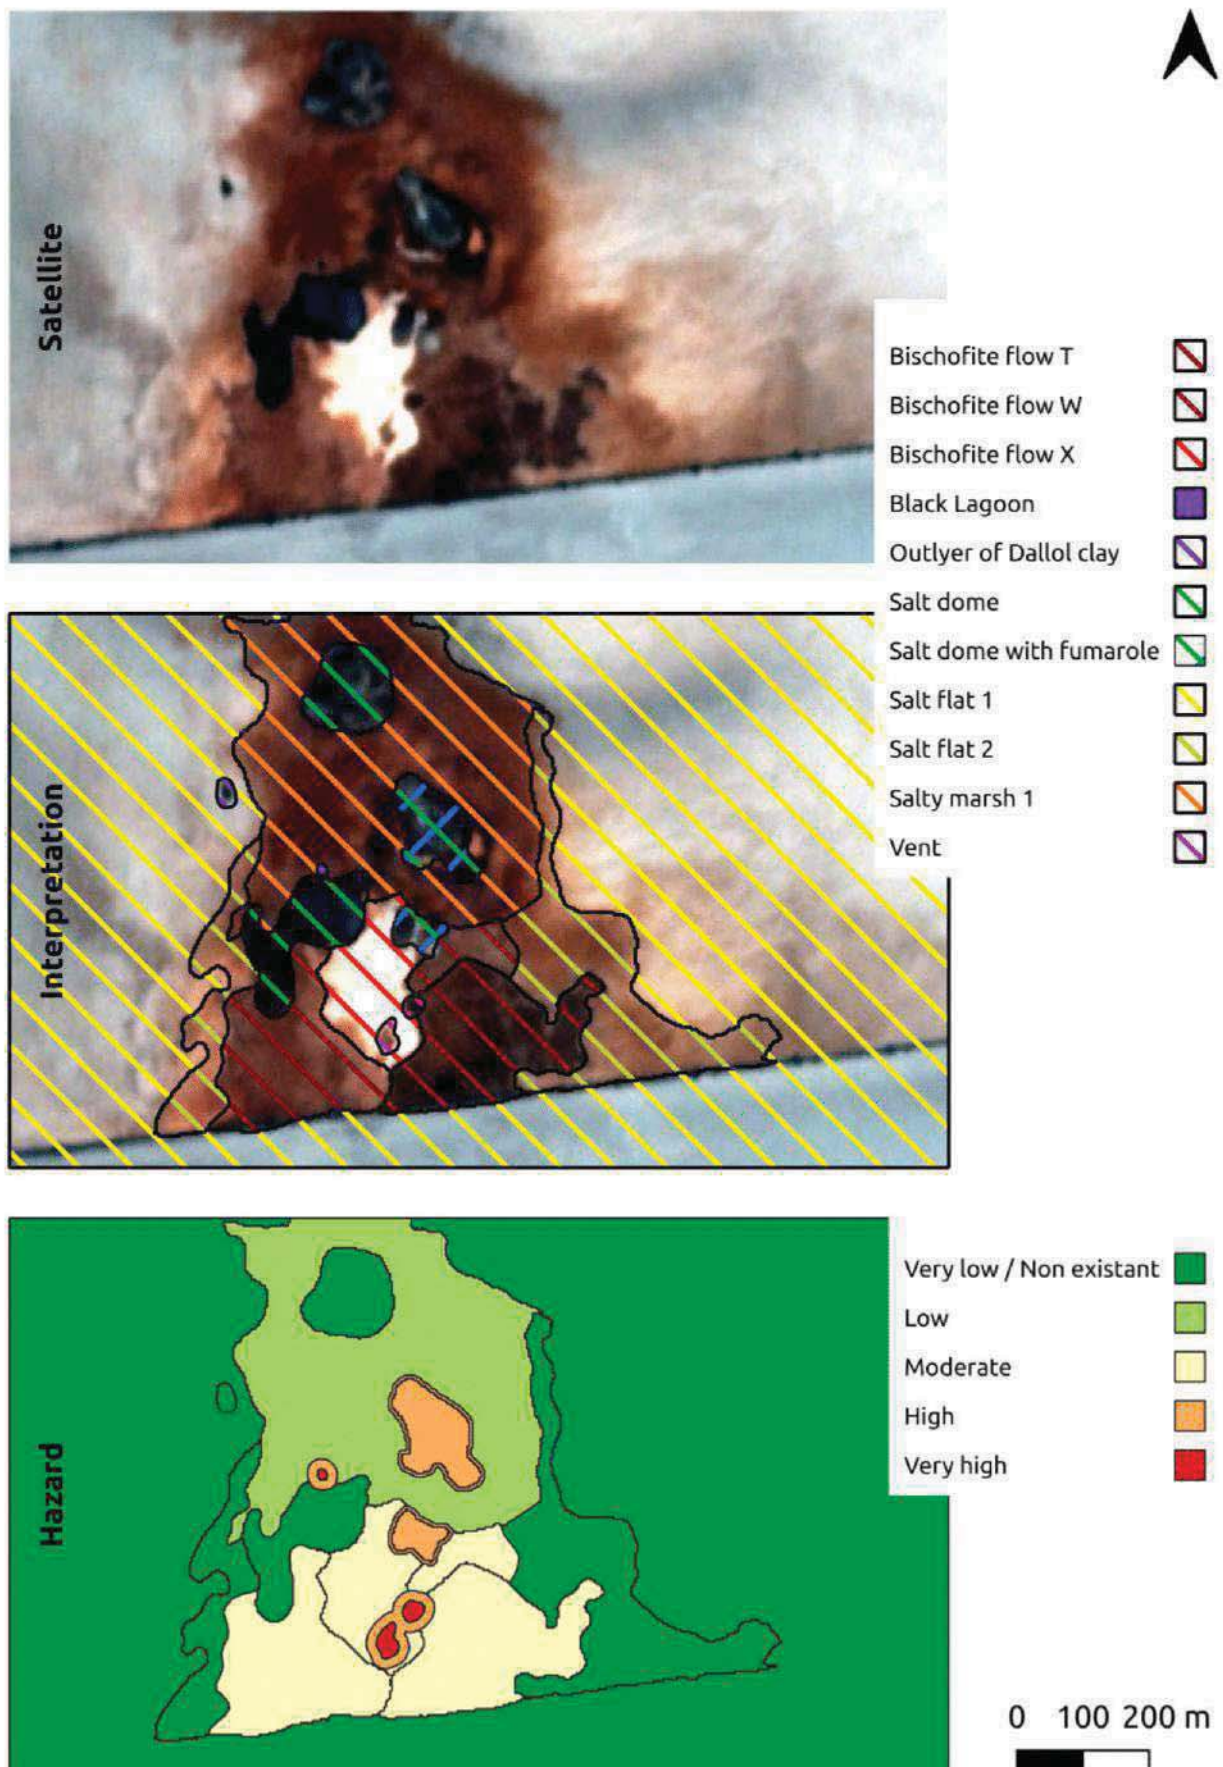 Satellite
Bischofite flow T
Bischofite flow W
Bischofite flow X
Black Lagoon
Outlyer of Dallol clay
Salt dome
Salt dome with fumarole
Salt flat 1
Salt flat 2
Salty marsh 1
Vent
Interpretation
Hazard
Very low / Non existant
Low
Moderate
High
Very high
0 100 200 m